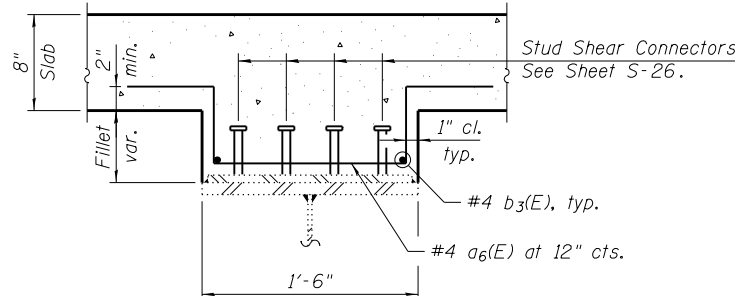 8"
Slab
2"
min.
Fillet
var.
Stud Shear Connectors
See Sheet S-26.
1" cl.
typ.
#4 b3(E), typ.
#4 a6(E) at 12" cts.
1'-6"